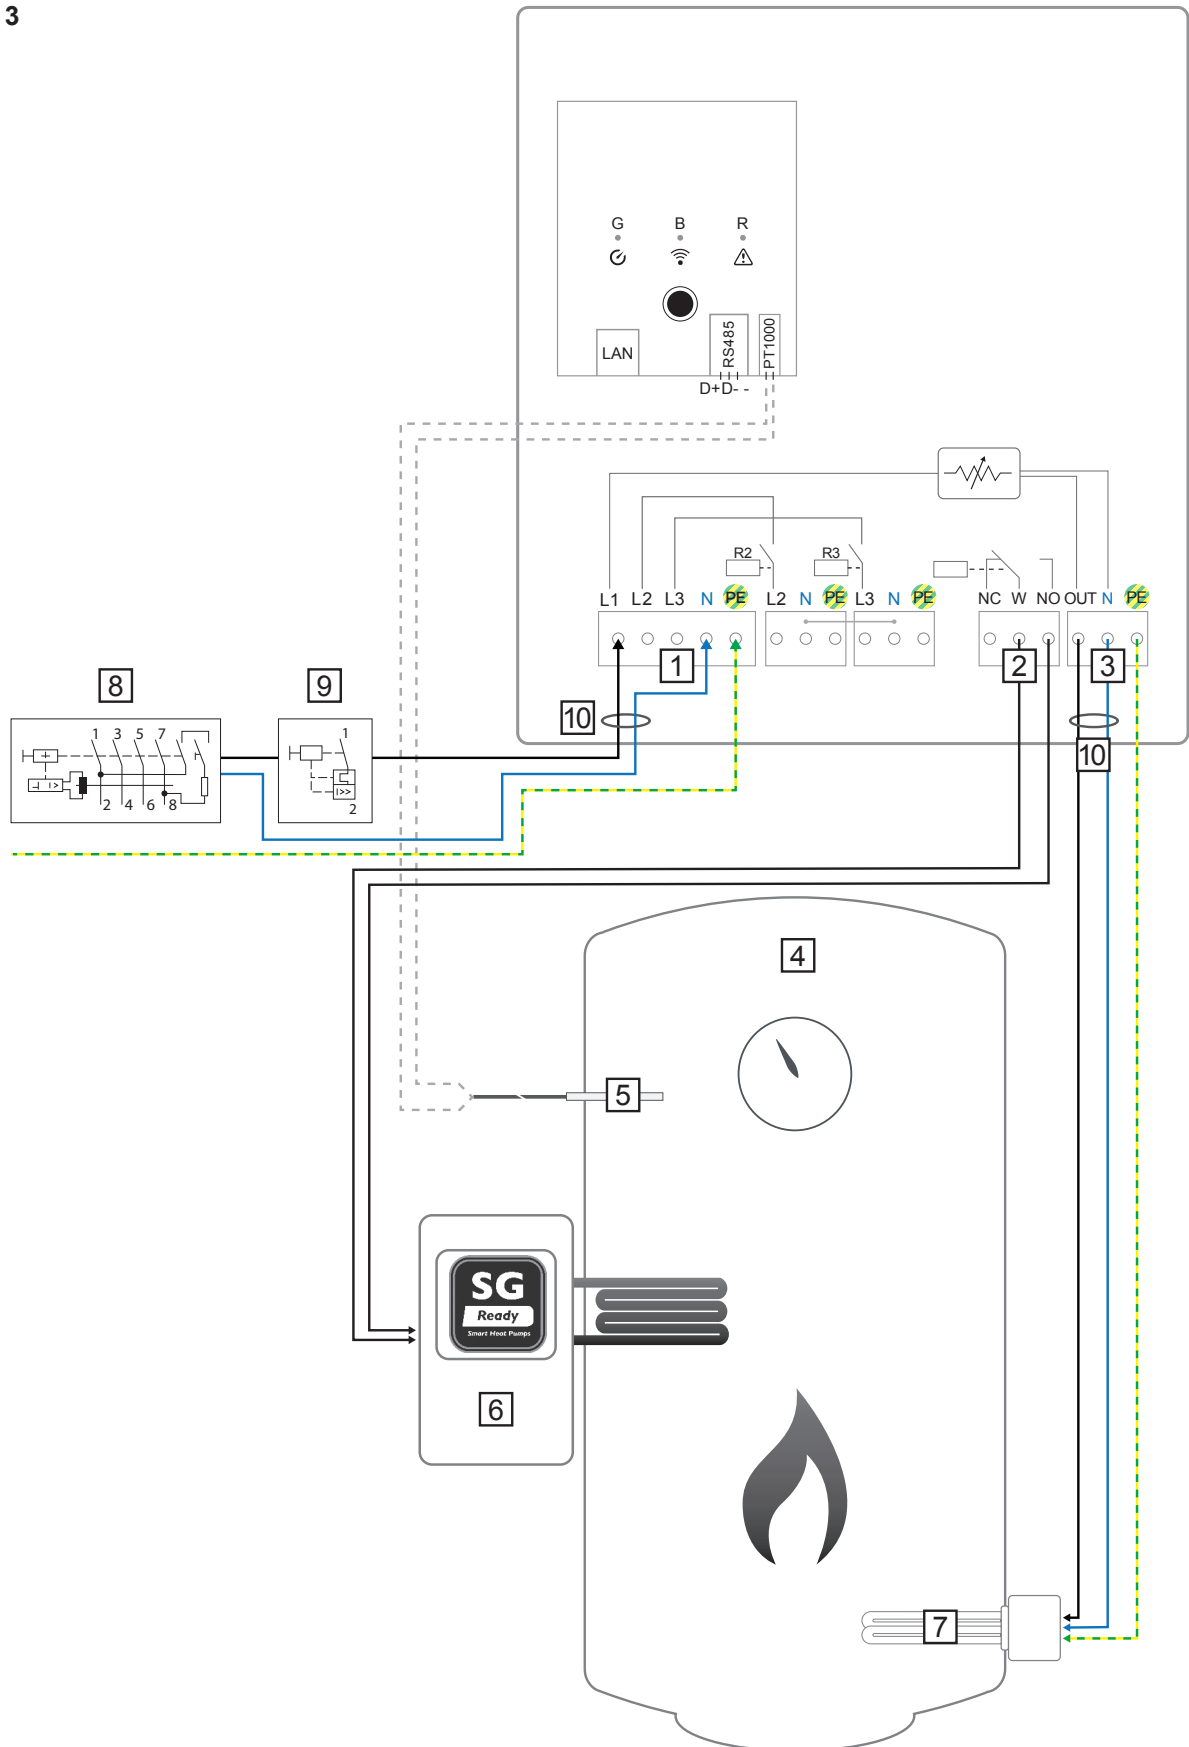 3
G B R
LAN
RS485
PT1000
D+D- -
R2 R3
L1 L2 L3 N PE L2 N PE L3 N PE NC W NO OUT N PE
1 2 3
8 9
10
10
1 3 5 7
2 4 6 8
I>
1
I>>
2
4
5
SG
Ready
Smart Heat Pumps
6
7